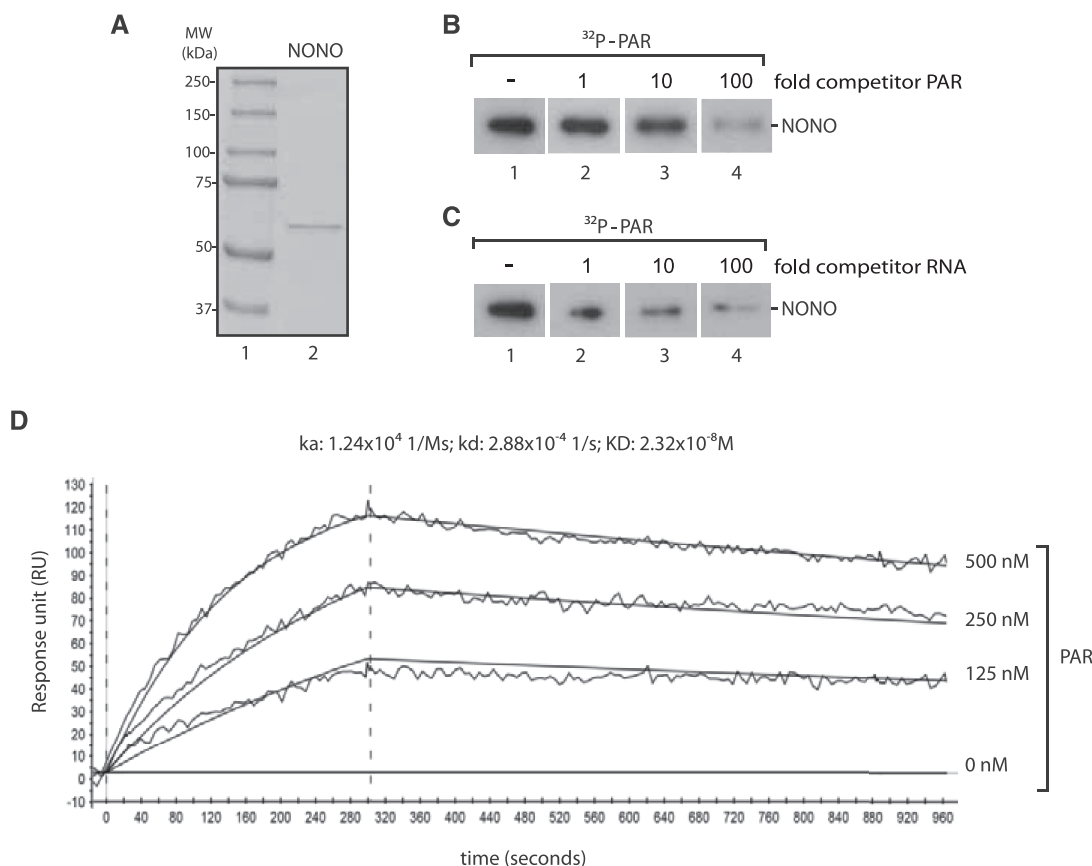 A
MW
(kDa)
NONO
250-
150-
100-
75-
50-
37-
1 2
B
³²P-PAR
- 1 10 100 fold competitor PAR
-NONO
1 2 3 4
C
³²P-PAR
- 1 10 100 fold competitor RNA
-NONO
1 2 3 4
D
ka: 1.24x10⁴ 1/Ms; kd: 2.88x10⁻⁴ 1/s; KD: 2.32x10⁻⁸M
Response unit (RU)
130
120
110
100
90
80
70
60
50
40
30
20
10
0
-10
0 40 80 120 160 200 240 280 320 360 400 440 480 520 560 600 640 680 720 760 800 840 880 920 960
time (seconds)
500 nM
250 nM
125 nM
0 nM
PAR